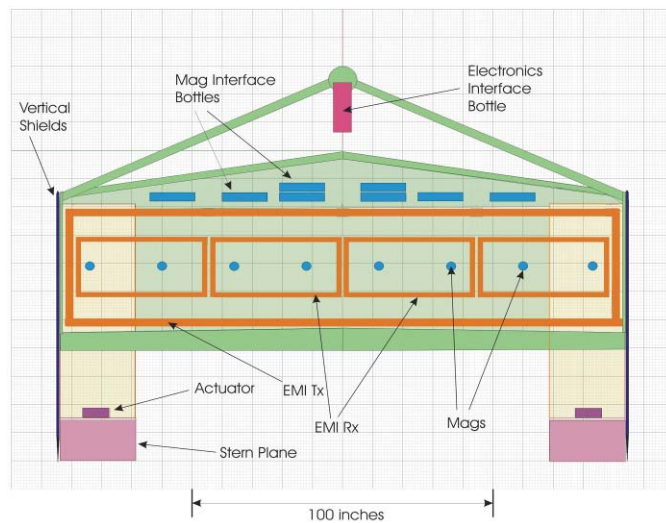 Electronics
Interface
Bottle
Mag Interface
Bottles
Vertical
Shields
Actuator
EMI Tx
EMI Rx
Mags
Stern Plane
100 inches